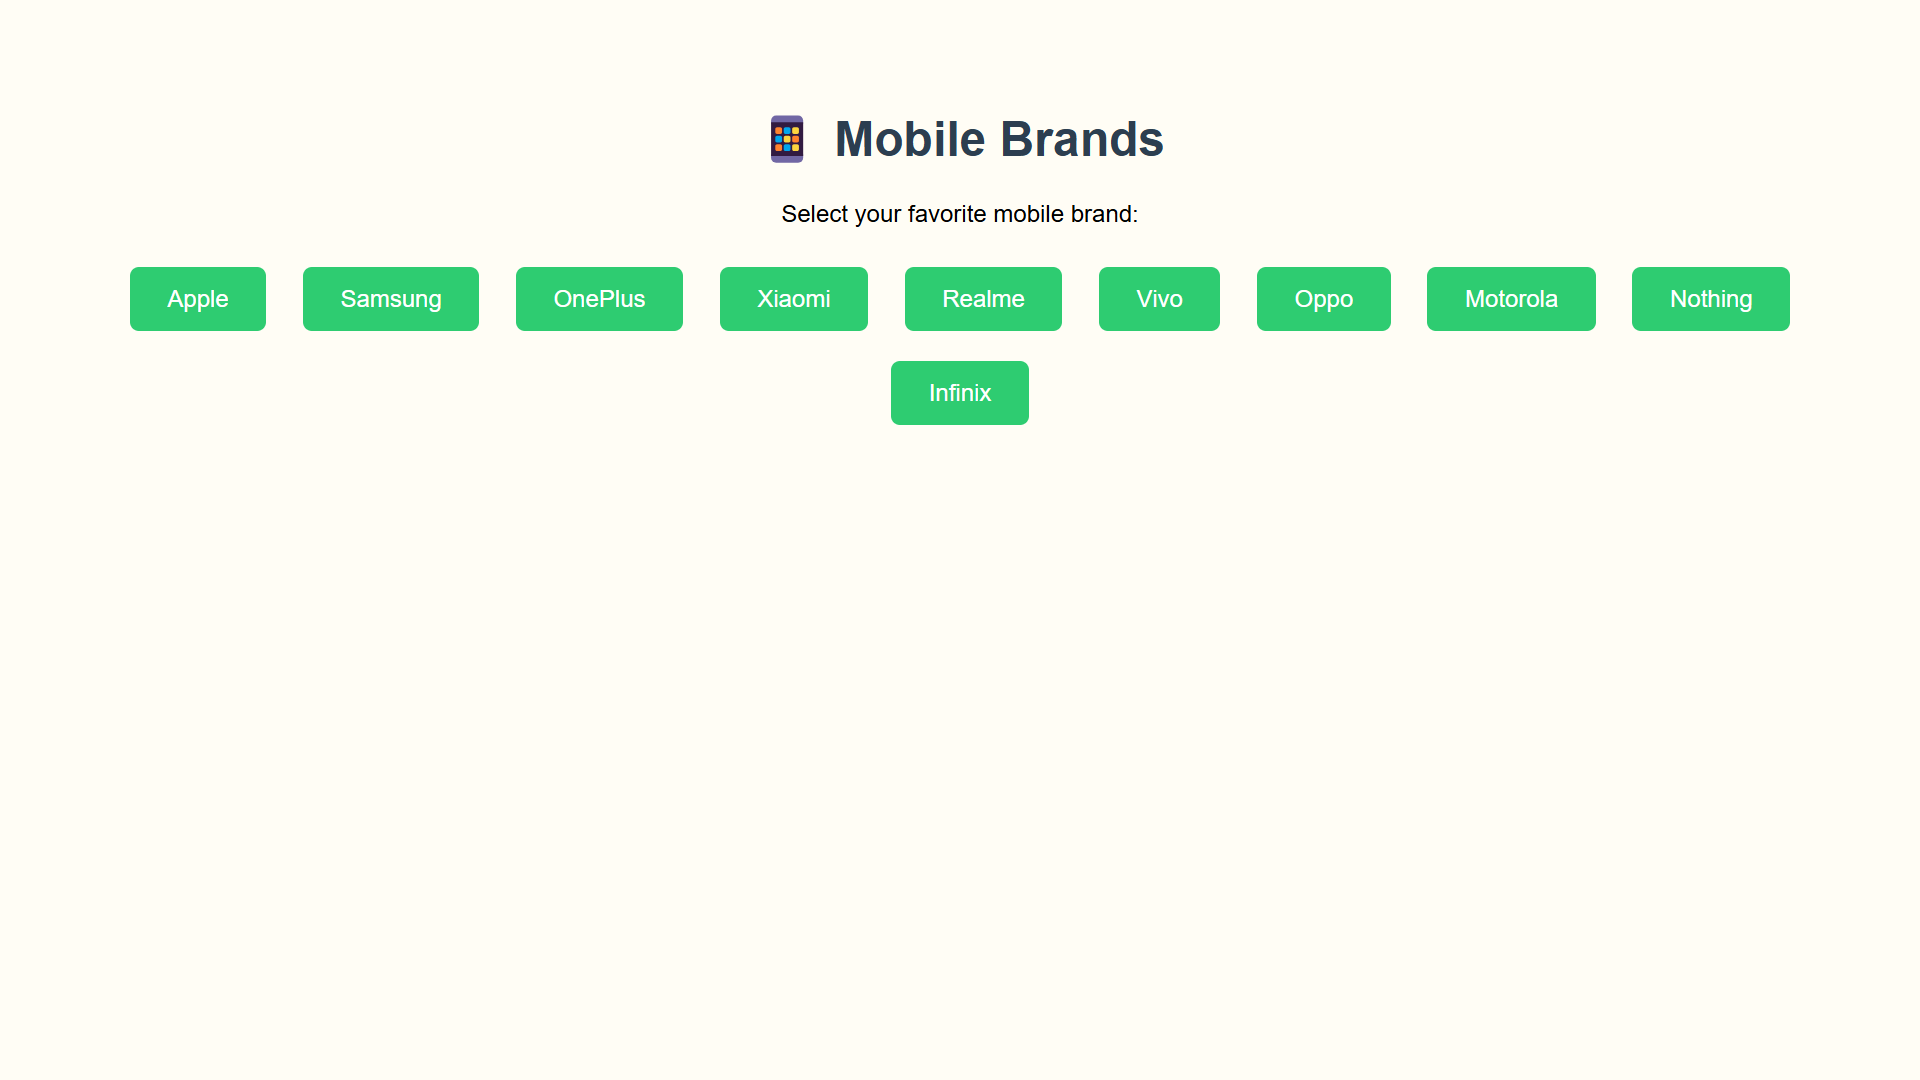 Mobile Brands
Select your favorite mobile brand:
Apple Samsung OnePlus Xiaomi Realme Vivo Oppo Motorola Nothing
Infinix